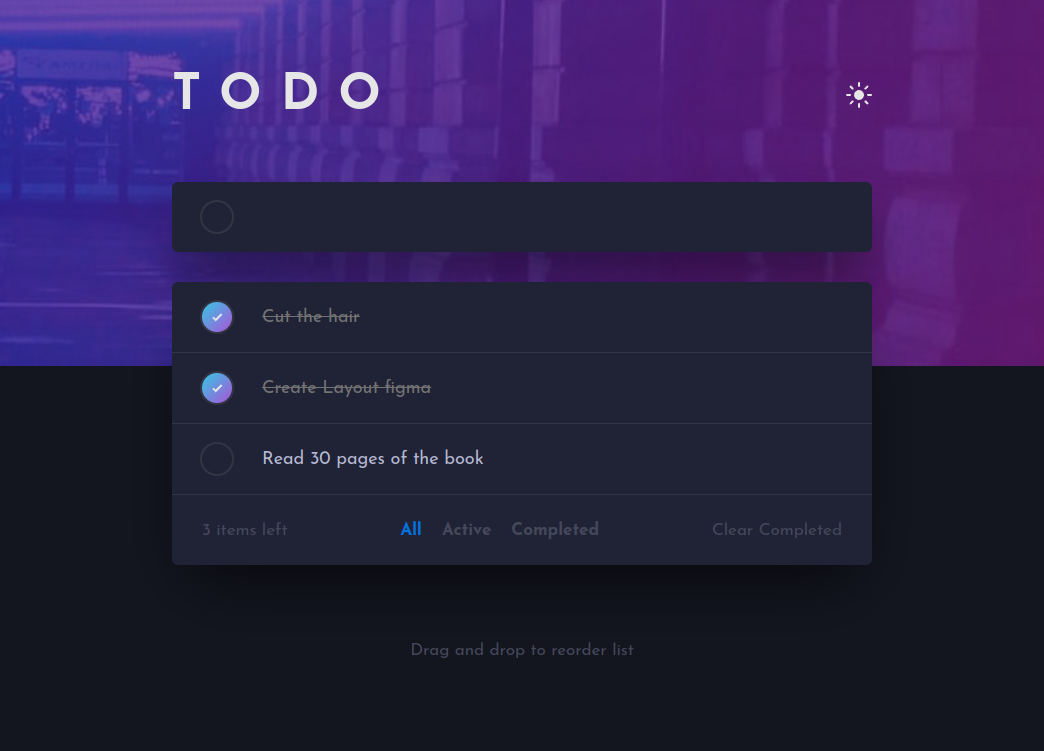 TODO
Cut the hair
Create Layout figma
Read 30 pages of the book
3 items left All Active Completed Clear Completed
Drag and drop to reorder list